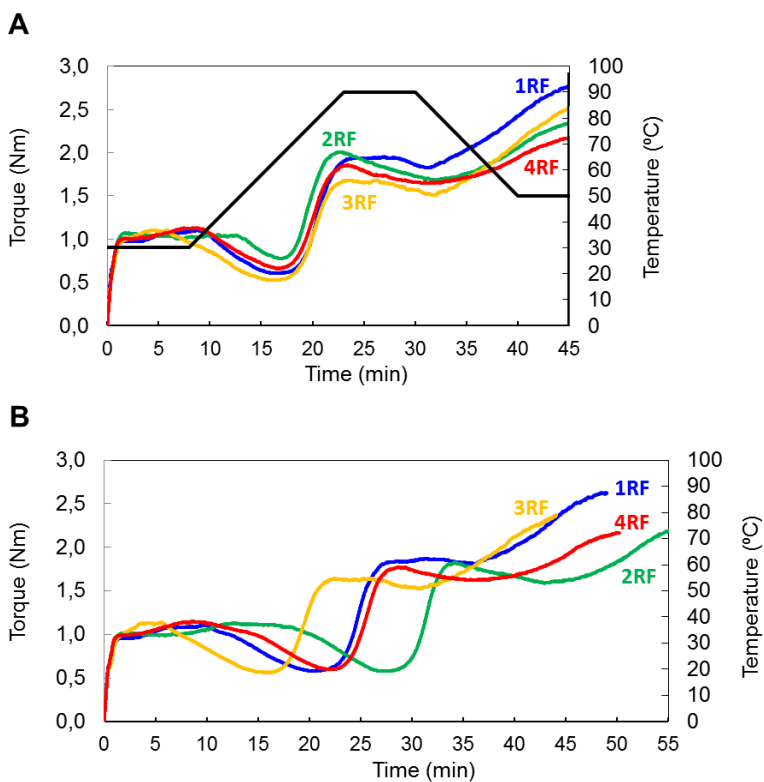 A
3,0
2,5
2,0
1,5
1,0
0,5
0,0
Torque (Nm)
100
90
80
70
60
50
40
30
20
10
0
Temperature (ºC)
1RF
2RF
3RF
4RF
0 5 10 15 20 25 30 35 40 45
Time (min)
B
3,0
2,5
2,0
1,5
1,0
0,5
0,0
Torque (Nm)
100
90
80
70
60
50
40
30
20
10
0
Temperature (ºC)
3RF
1RF
4RF
2RF
0 5 10 15 20 25 30 35 40 45 50 55
Time (min)